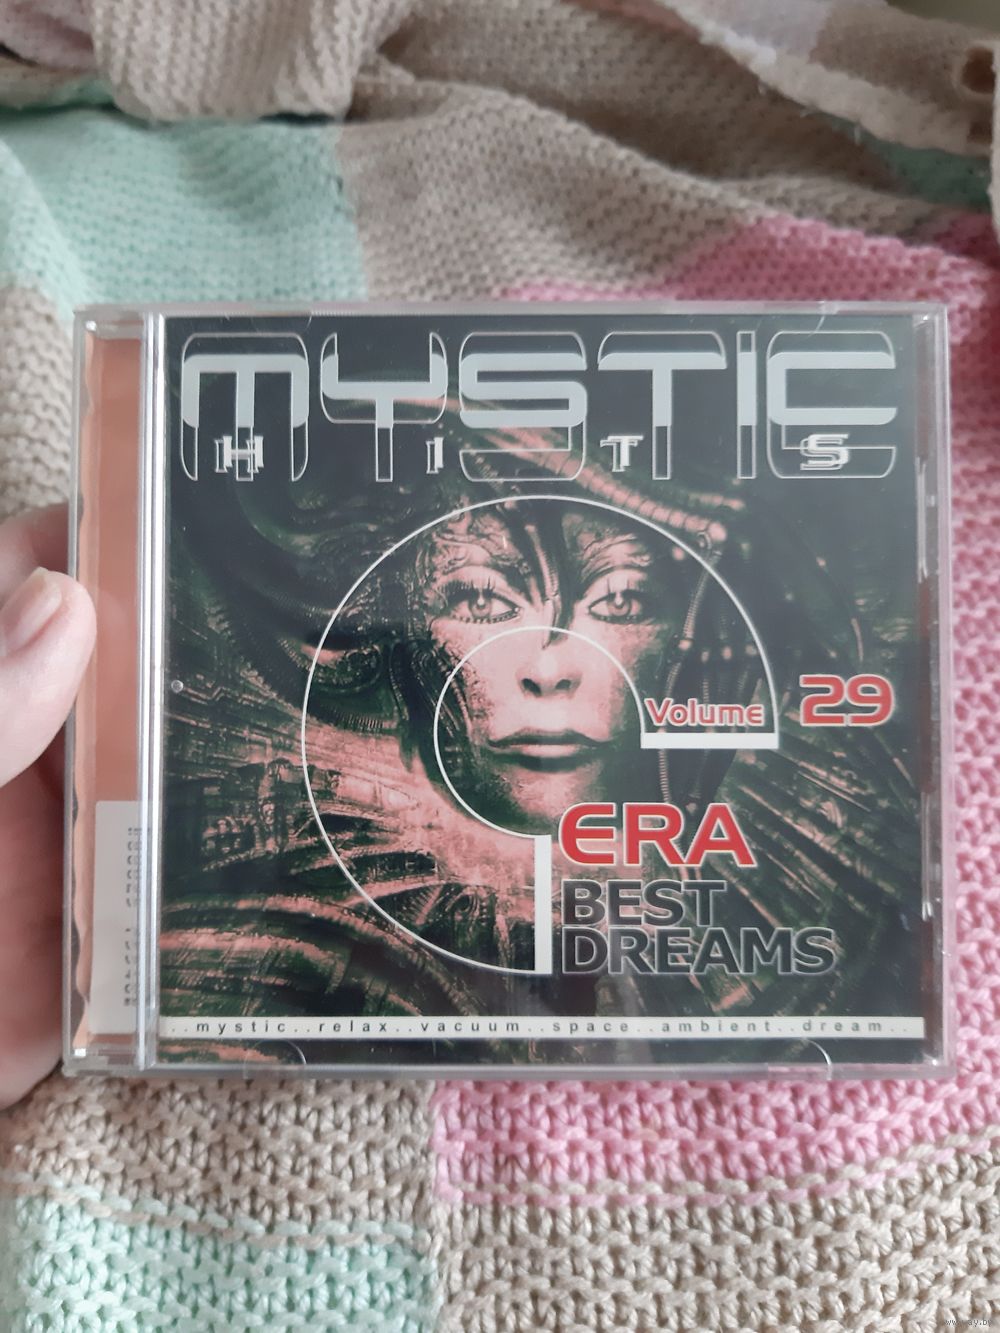 MYSTIC
HITS
Volume 29
ERA
BEST
DREAMS
..mystic..relax..vacuum..space..ambient..dream..